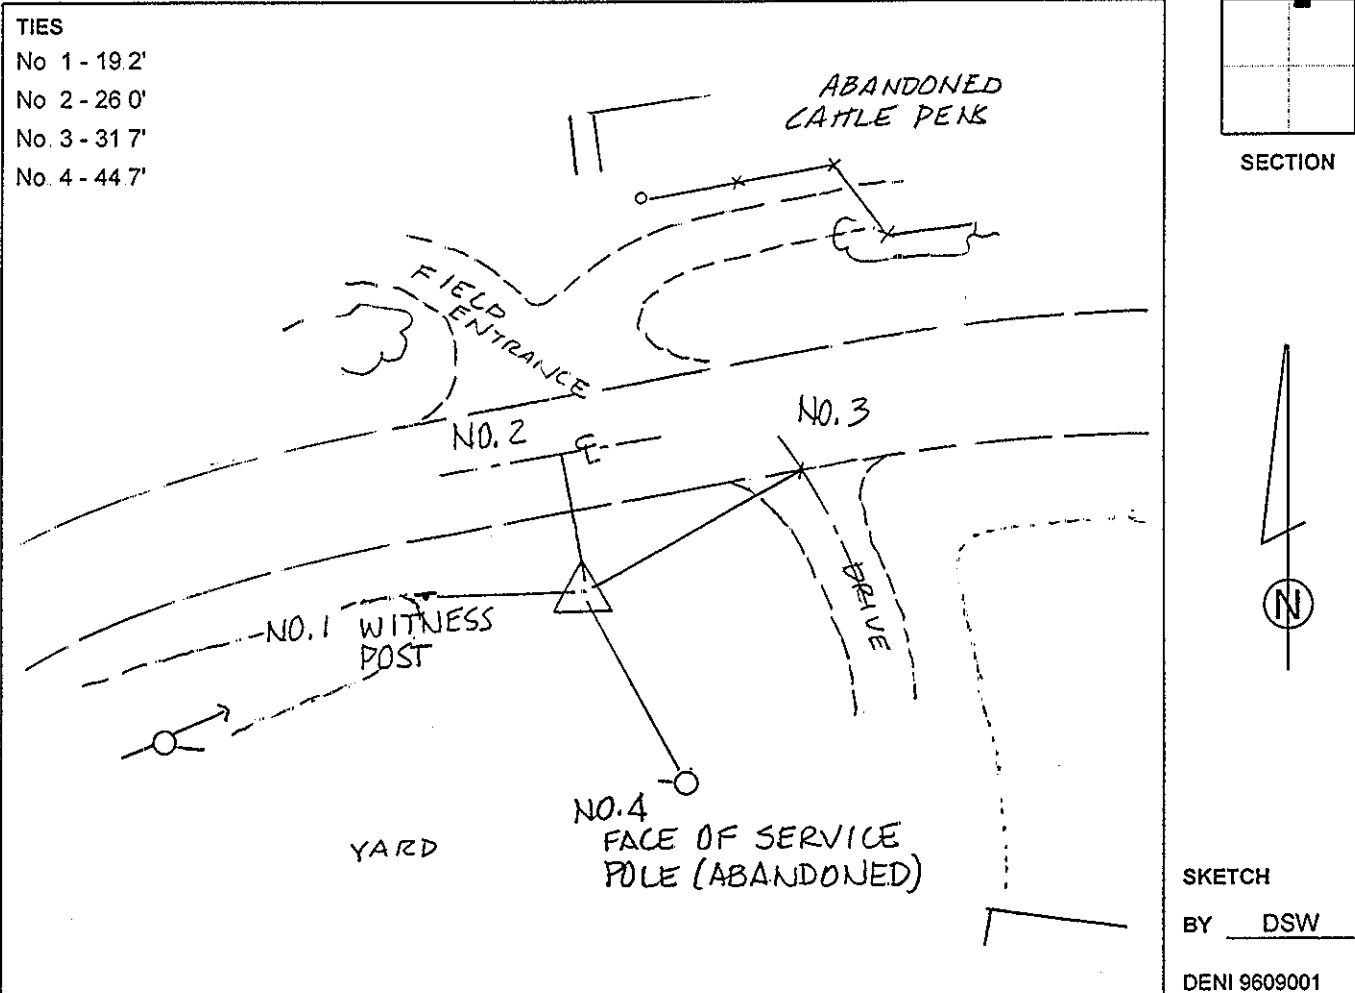 TIES
No 1 - 19.2'
No 2 - 26 0'
No. 3 - 31 7'
No. 4 - 44.7'
ABANDONED
CATTLE PENS
SECTION
FIELD
ENTRANCE
NO. 2
℄
NO. 3
DRIVE
NO. 1 WITNESS
POST
N
NO. 4
FACE OF SERVICE
POLE (ABANDONED)
YARD
SKETCH
BY DSW
DENI 9609001